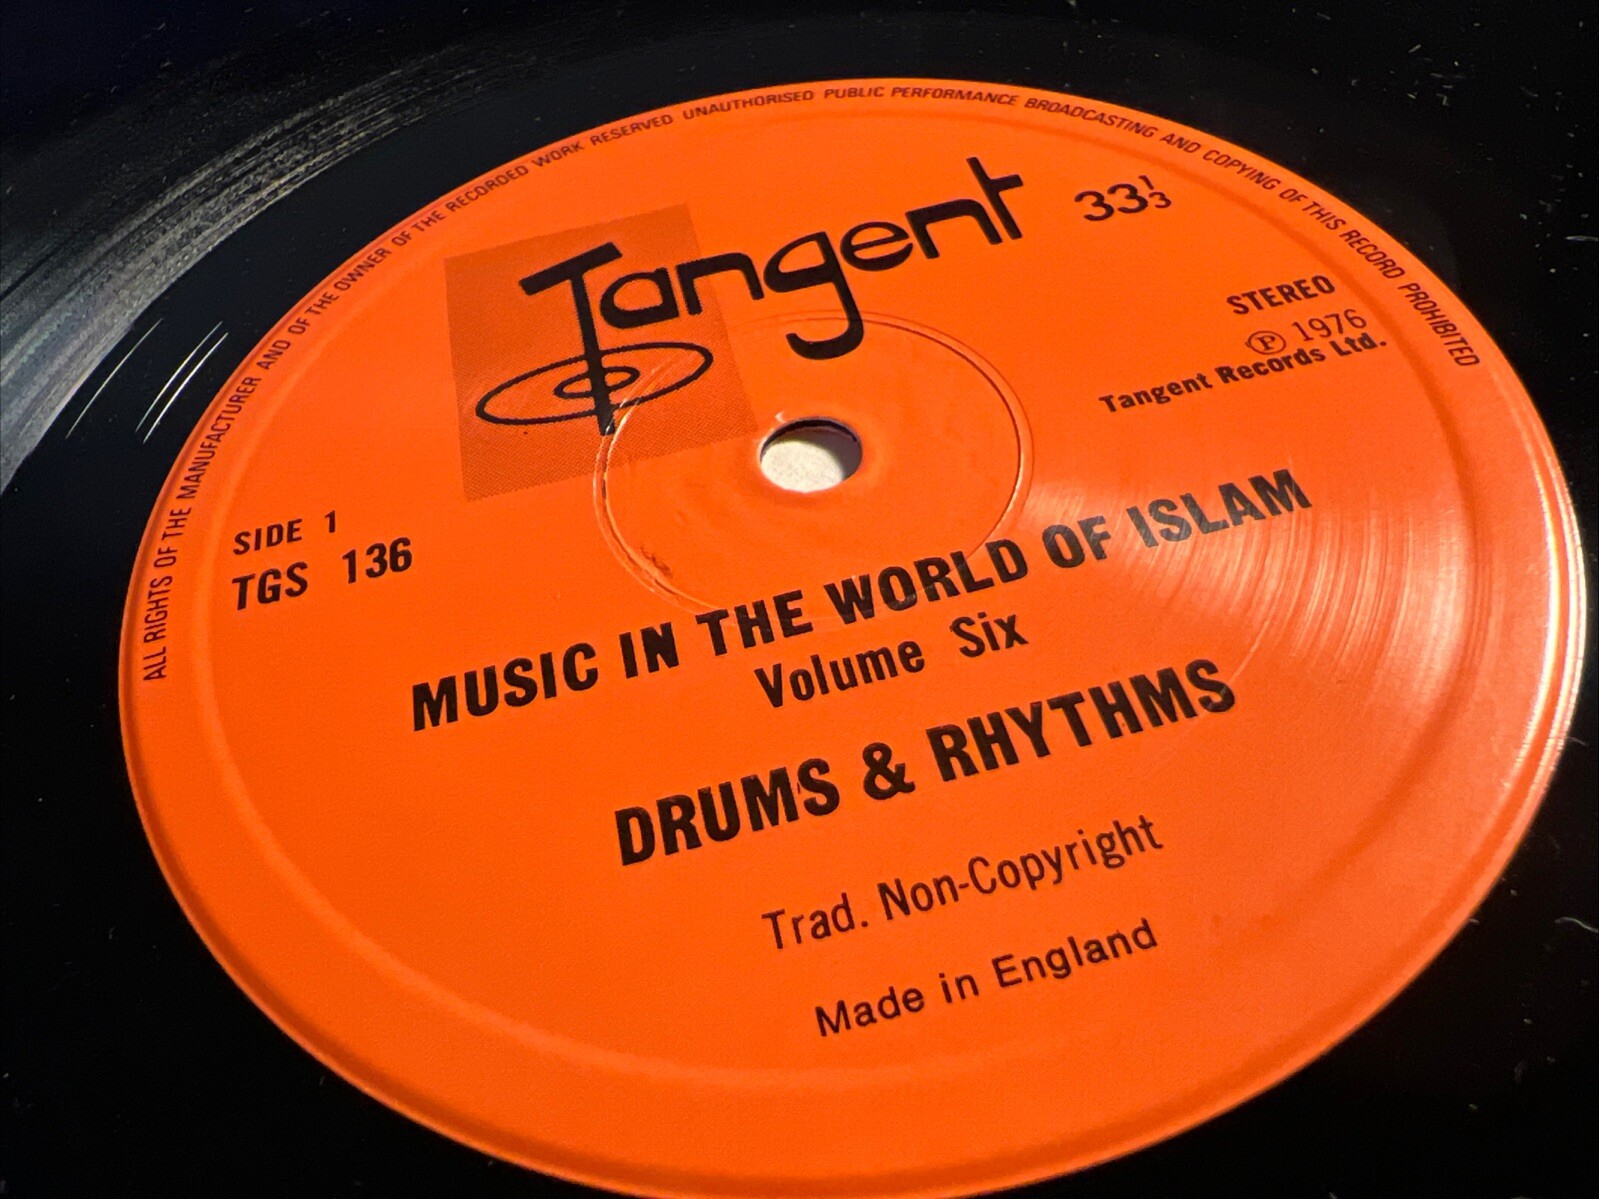 ALL RIGHTS OF THE MANUFACTURER AND OF THE OWNER OF THE RECORDED WORK RESERVED UNAUTHORISED PUBLIC PERFORMANCE BROADCASTING AND COPYING OF THIS RECORD PROHIBITED
Tangent
33⅓
STEREO
Ⓟ 1976
Tangent Records Ltd.
SIDE 1
TGS 136
MUSIC IN THE WORLD OF ISLAM
Volume Six
DRUMS & RHYTHMS
Trad. Non-Copyright
Made in England